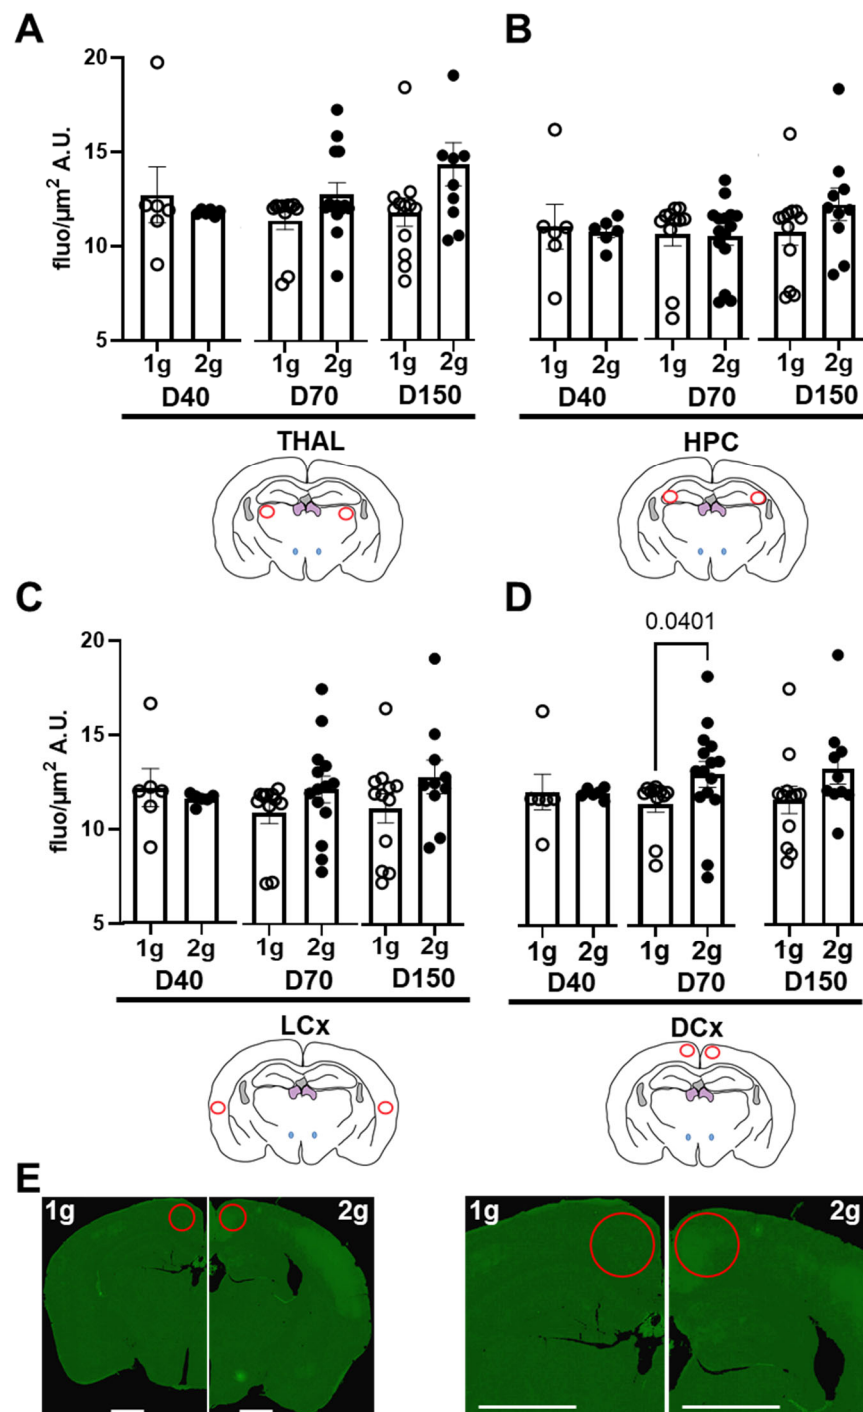 A
B
20
15
10
5
fluo/µm² A.U.
1g 2g 1g 2g 1g 2g
D40 D70 D150
THAL
1g 2g 1g 2g 1g 2g
D40 D70 D150
HPC
C
D
0.0401
20
15
10
5
fluo/µm² A.U.
1g 2g 1g 2g 1g 2g
D40 D70 D150
LCx
1g 2g 1g 2g 1g 2g
D40 D70 D150
DCx
E
1g 2g
1g 2g